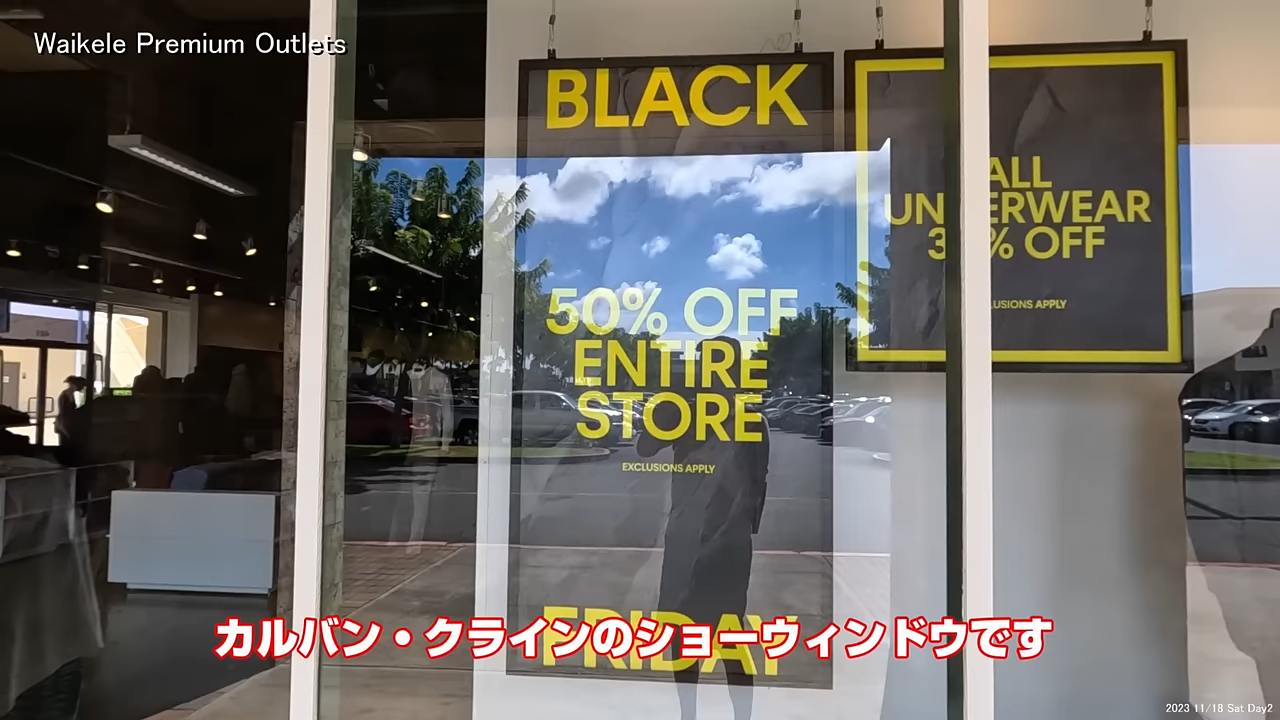 Waikele Premium Outlets
BLACK
50% OFF
ENTIRE
STORE
EXCLUSIONS APPLY
FRIDAY
ALL
UNDERWEAR
% OFF
APPLY
カルバン・クラインのショーウィンドウです
2023 11/18 Sat Day2